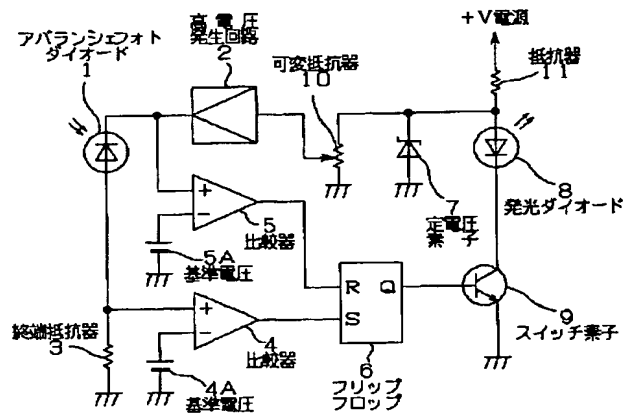 アバランシェフォト
ダイオード
1
高電圧
発生回路
2
可変抵抗器
10
+V電源
抵抗器
11
8
発光ダイオード
7
定電圧
素子
+
−
5
比較器
5A
基準電圧
R Q
S
6
フリップ
フロップ
9
スイッチ素子
終端抵抗器
3
+
−
4
比較器
4A
基準電圧